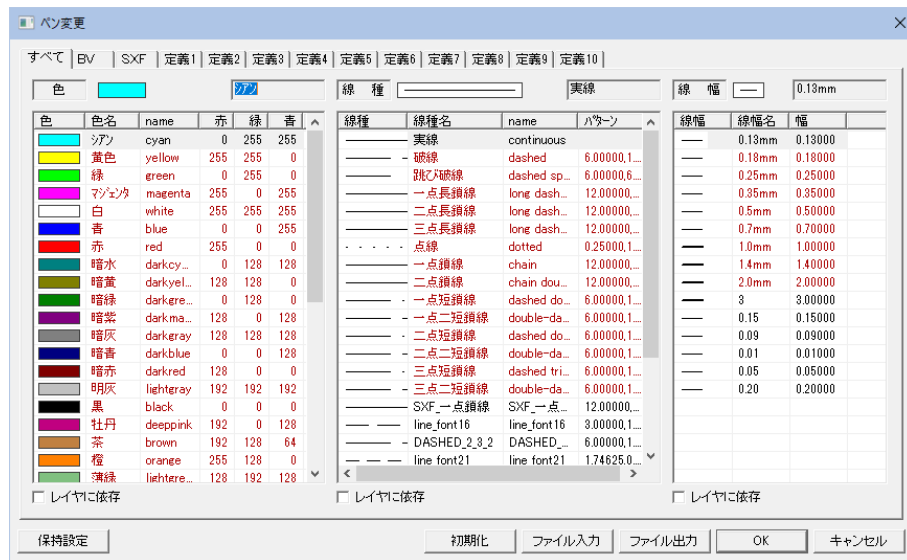 ペン変更
すべて BV SXF 定義1 定義2 定義3 定義4 定義5 定義6 定義7 定義8 定義9 定義10
色 ｼｱﾝ 線 種 実線 線 幅 0.13mm
色 色名 name 赤 緑 青 線種 線種名 name ﾊﾟﾀｰﾝ 線幅 線幅名 幅
ｼｱﾝ cyan 0 255 255 実線 continuous 0.13mm 0.13000
黄色 yellow 255 255 0 破線 dashed 6.00000,1.... 0.18mm 0.18000
緑 green 0 255 0 跳び破線 dashed sp... 6.00000,6.... 0.25mm 0.25000
ﾏｼﾞｪﾝﾀ magenta 255 0 255 一点長鎖線 long dash... 12.00000,... 0.35mm 0.35000
白 white 255 255 255 二点長鎖線 long dash... 12.00000,... 0.5mm 0.50000
青 blue 0 0 255 三点長鎖線 long dash... 12.00000,... 0.7mm 0.70000
赤 red 255 0 0 点線 dotted 0.25000,1.... 1.0mm 1.00000
暗水 darkcy... 0 128 128 一点鎖線 chain 12.00000,... 1.4mm 1.40000
暗黄 darkyel... 128 128 0 二点鎖線 chain dou... 12.00000,... 2.0mm 2.00000
暗緑 darkgre... 0 128 0 一点短鎖線 dashed do... 6.00000,1.... 3 3.00000
暗紫 darkma... 128 0 128 一点二短鎖線 double-da... 6.00000,1.... 0.15 0.15000
暗灰 darkgray 128 128 128 二点短鎖線 dashed do... 6.00000,1.... 0.09 0.09000
暗青 darkblue 0 0 128 二点二短鎖線 double-da... 6.00000,1.... 0.01 0.01000
暗赤 darkred 128 0 0 三点短鎖線 dashed tri... 6.00000,1.... 0.05 0.05000
明灰 lightgray 192 192 192 三点二短鎖線 double-da... 6.00000,1.... 0.20 0.20000
黒 black 0 0 0 SXF_一点鎖線 SXF_一点... 12.00000,...
牡丹 deeppink 192 0 128 line_font16 line_font16 3.00000,1....
茶 brown 192 128 64 DASHED_2_3_2 DASHED_... 6.00000,1....
橙 orange 255 128 0 line font21 line font21 1.74625,0....
薄緑 lightgre... 128 192 128
レイヤに依存 レイヤに依存 レイヤに依存
保持設定 初期化 ファイル入力 ファイル出力 OK キャンセル